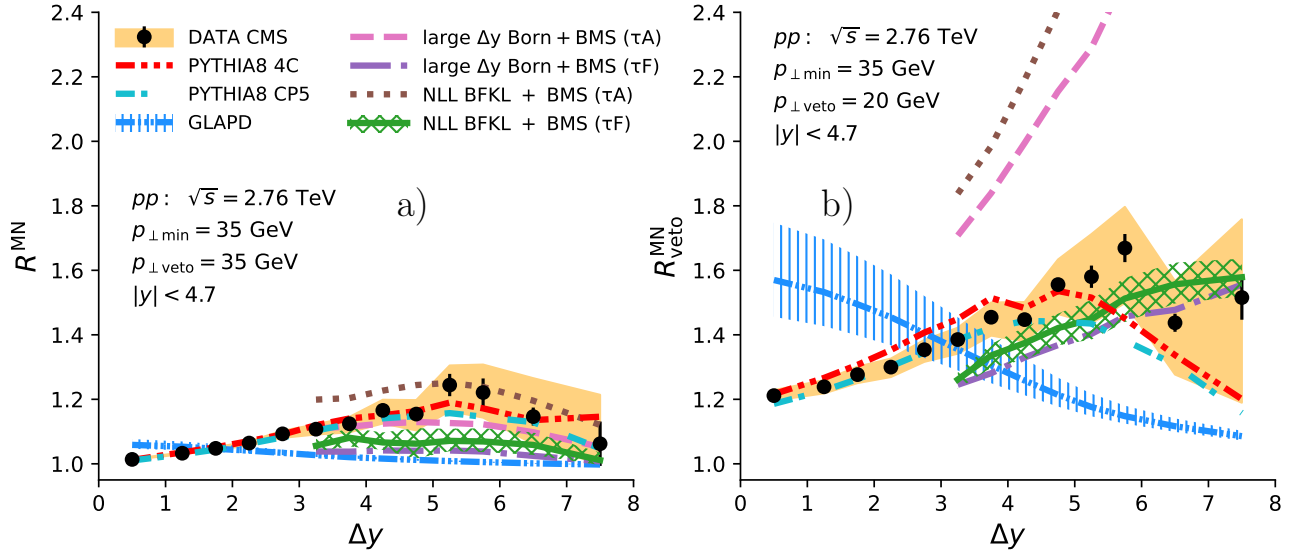 2.4
2.2
2.0
1.8
1.6
1.4
1.2
1.0
R^MN
DATA CMS
PYTHIA8 4C
PYTHIA8 CP5
GLAPD
large Δy Born + BMS (τA)
large Δy Born + BMS (τF)
NLL BFKL + BMS (τA)
NLL BFKL + BMS (τF)
pp : √s = 2.76 TeV
p⊥min = 35 GeV
p⊥veto = 35 GeV
|y| < 4.7
a)
0 1 2 3 4 5 6 7 8
Δy
2.4
2.2
2.0
1.8
1.6
1.4
1.2
1.0
R^MN_veto
pp : √s = 2.76 TeV
p⊥min = 35 GeV
p⊥veto = 20 GeV
|y| < 4.7
b)
0 1 2 3 4 5 6 7 8
Δy